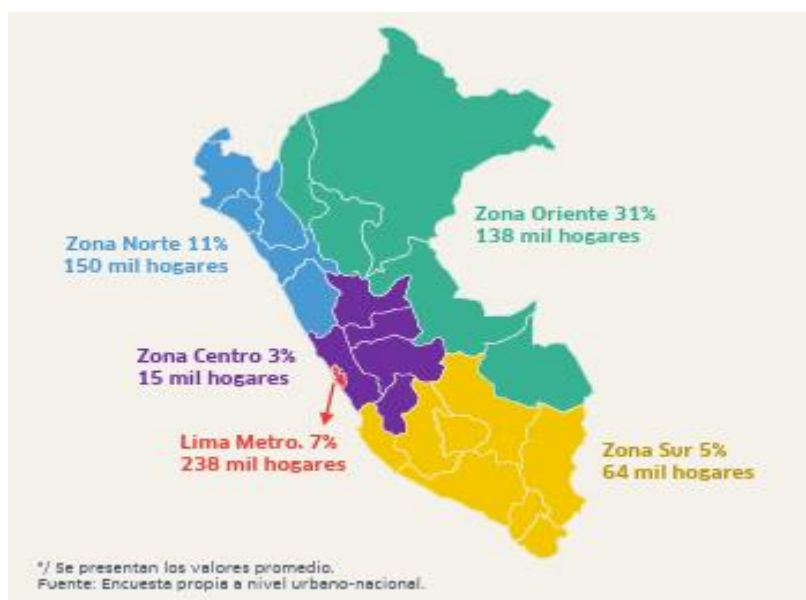 Zona Oriente 31%
138 mil hogares
Zona Norte 11%
150 mil hogares
Zona Centro 3%
15 mil hogares
Lima Metro. 7%
238 mil hogares
Zona Sur 5%
64 mil hogares
*/ Se presentan los valores promedio.
Fuente: Encuesta propia a nivel urbano-nacional.